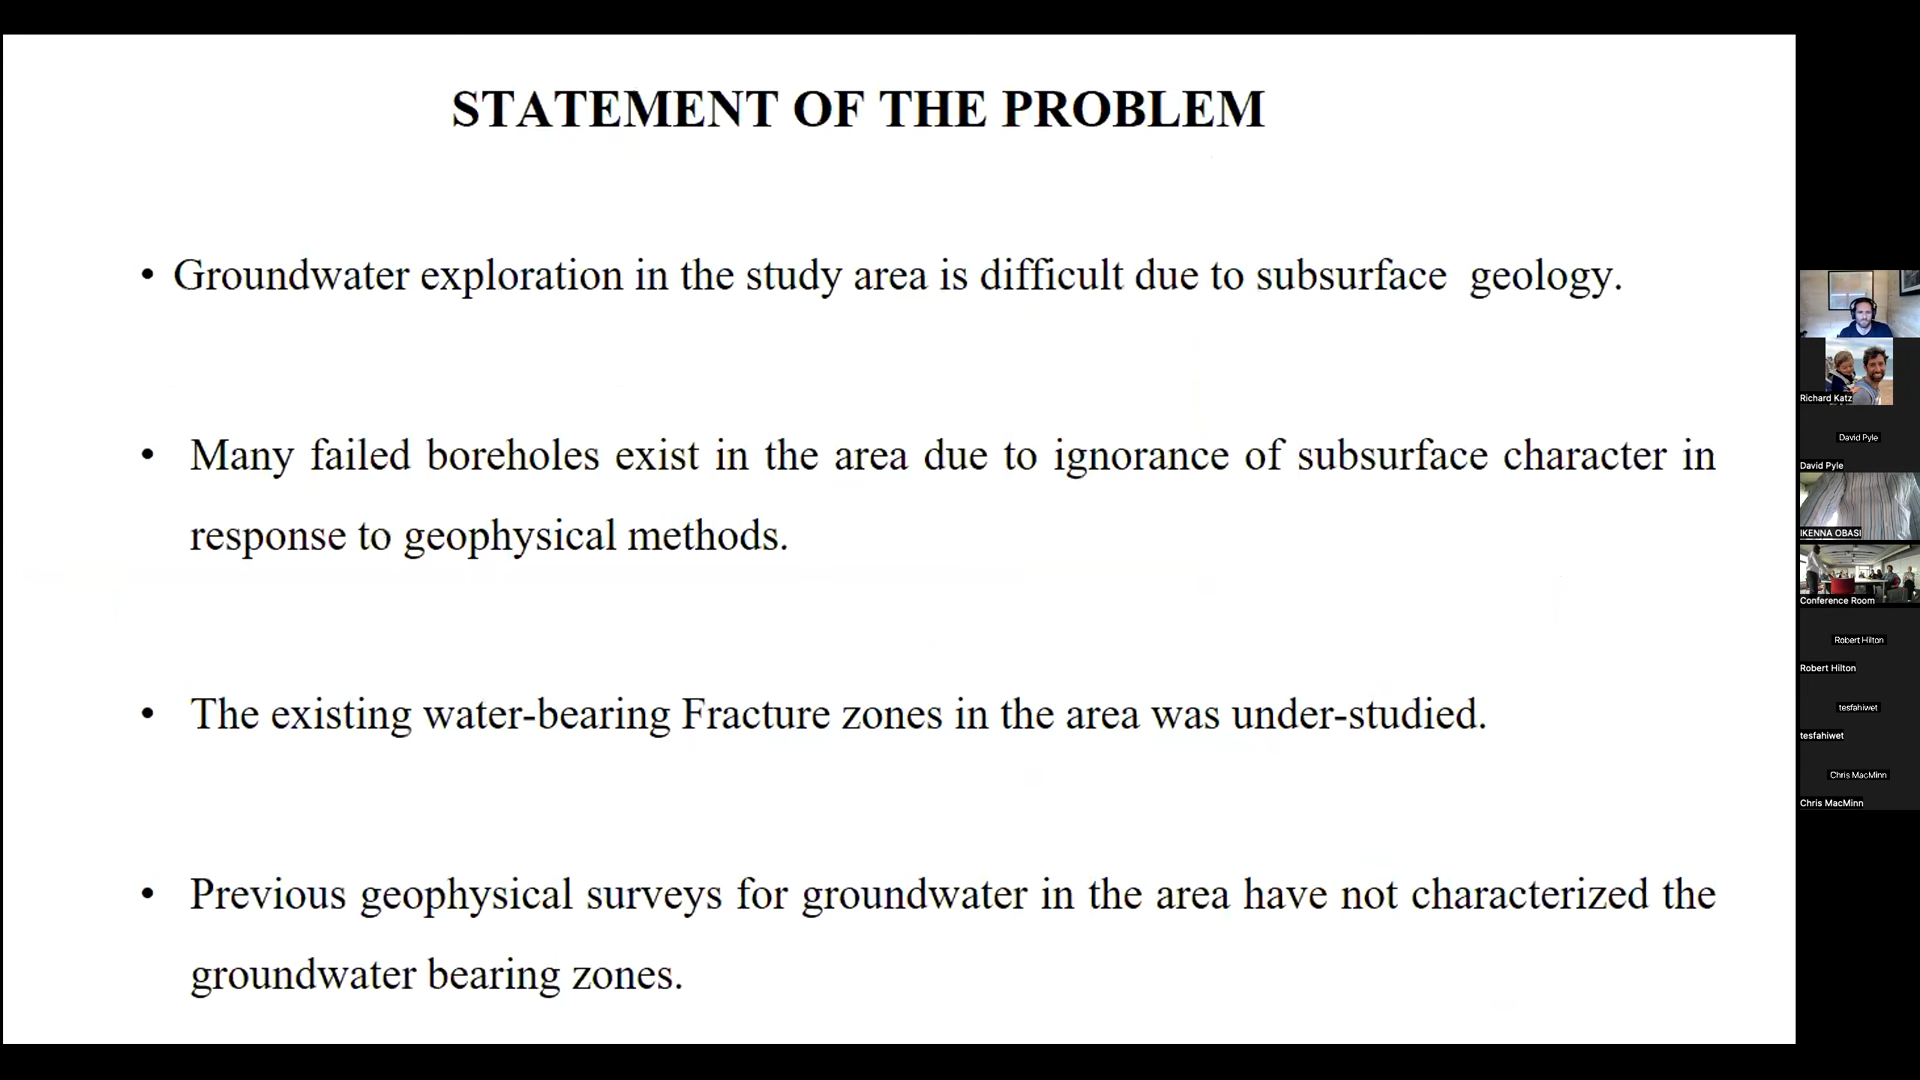 STATEMENT OF THE PROBLEM
• Groundwater exploration in the study area is difficult due to subsurface geology.
• Many failed boreholes exist in the area due to ignorance of subsurface character in
response to geophysical methods.
• The existing water-bearing Fracture zones in the area was under-studied.
• Previous geophysical surveys for groundwater in the area have not characterized the
groundwater bearing zones.
Richard Katz
David Pyle
David Pyle
IKENNA OBASI
Conference Room
Robert Hilton
Robert Hilton
tesfahiwet
tesfahiwet
Chris MacMinn
Chris MacMinn